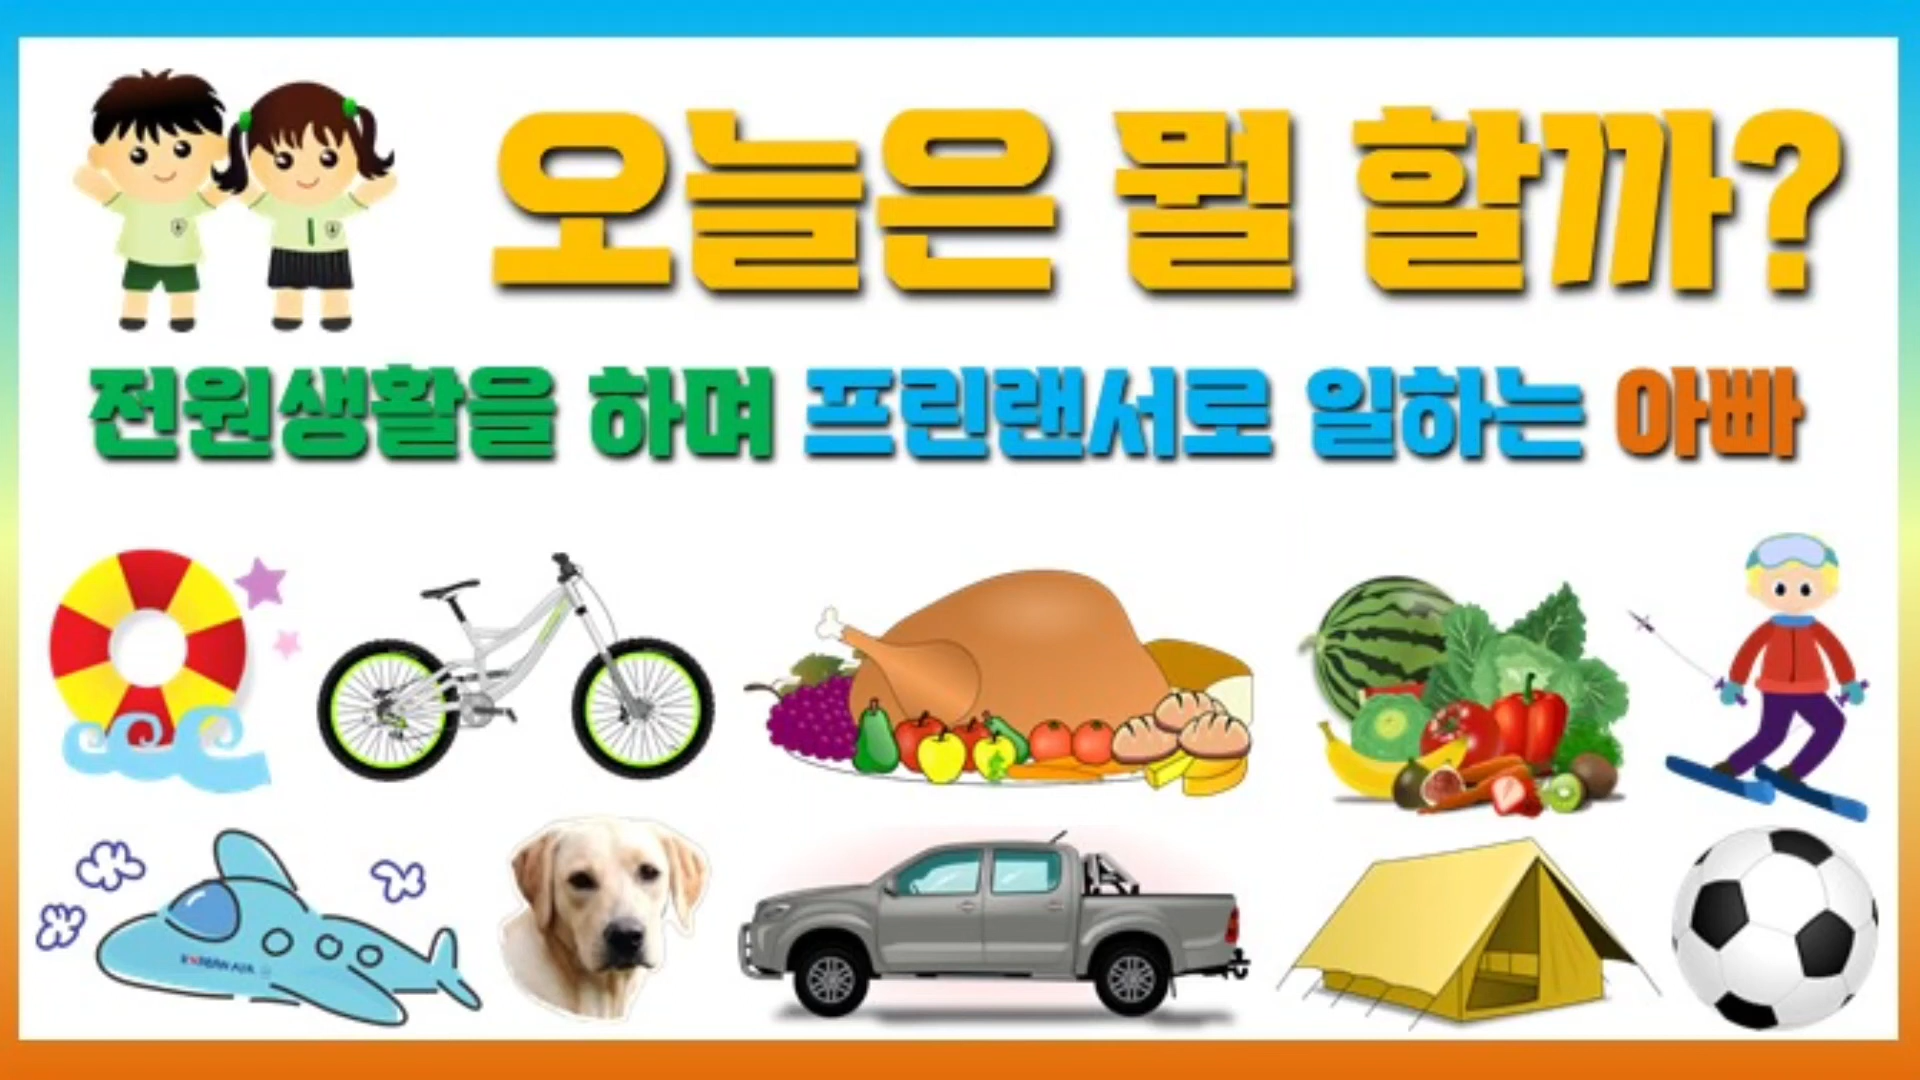 오늘은 뭘 할까?
전원생활을 하며 프린랜서로 일하는 아빠